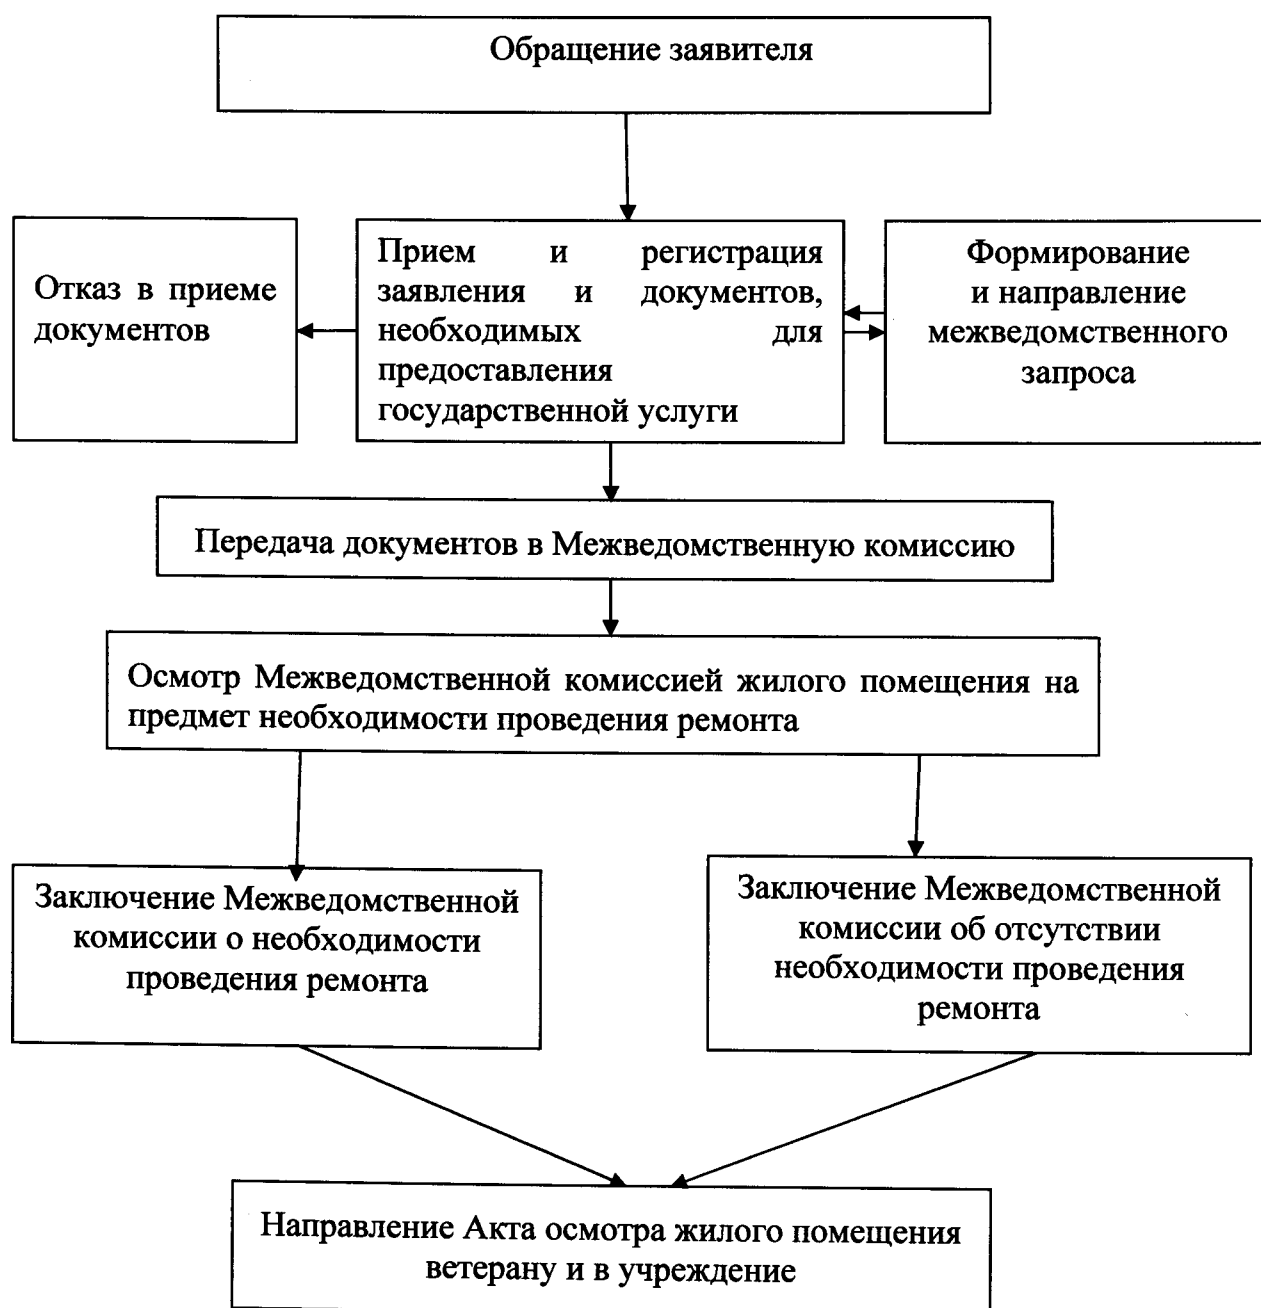 Обращение заявителя
Отказ в приеме
документов
Прием и регистрация
заявления и документов,
необходимых для
предоставления
государственной услуги
Формирование
и направление
межведомственного
запроса
Передача документов в Межведомственную комиссию
Осмотр Межведомственной комиссией жилого помещения на
предмет необходимости проведения ремонта
Заключение Межведомственной
комиссии о необходимости
проведения ремонта
Заключение Межведомственной
комиссии об отсутствии
необходимости проведения
ремонта
Направление Акта осмотра жилого помещения
ветерану и в учреждение